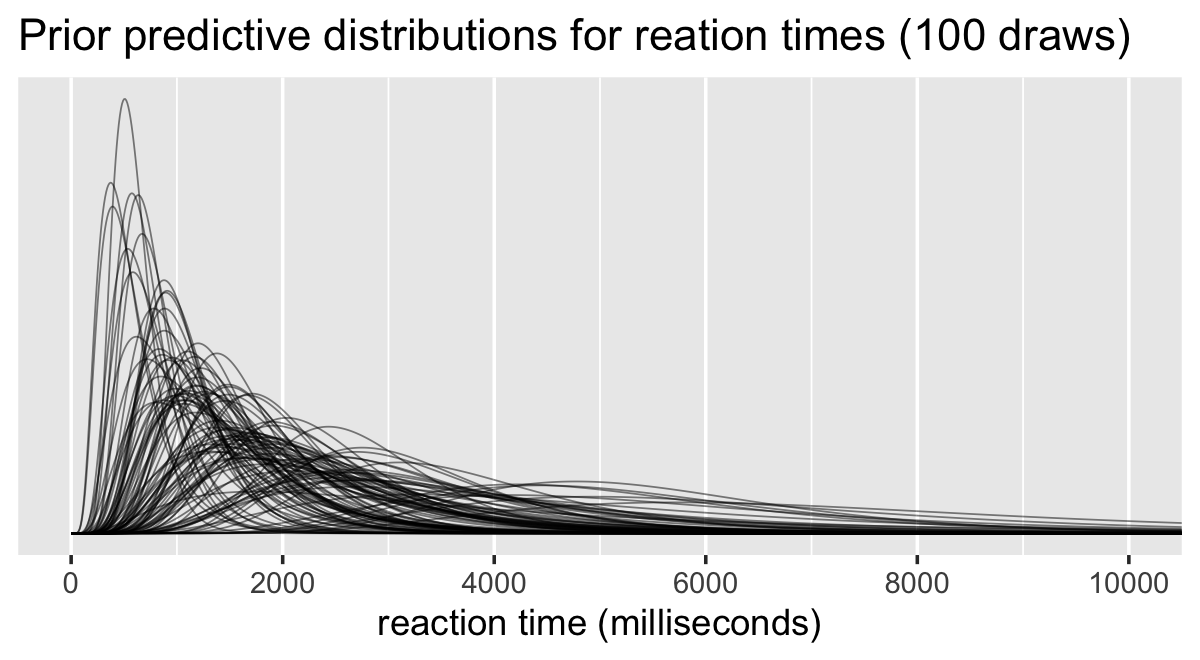 Prior predictive distributions for reation times (100 draws)
0 2000 4000 6000 8000 10000
reaction time (milliseconds)